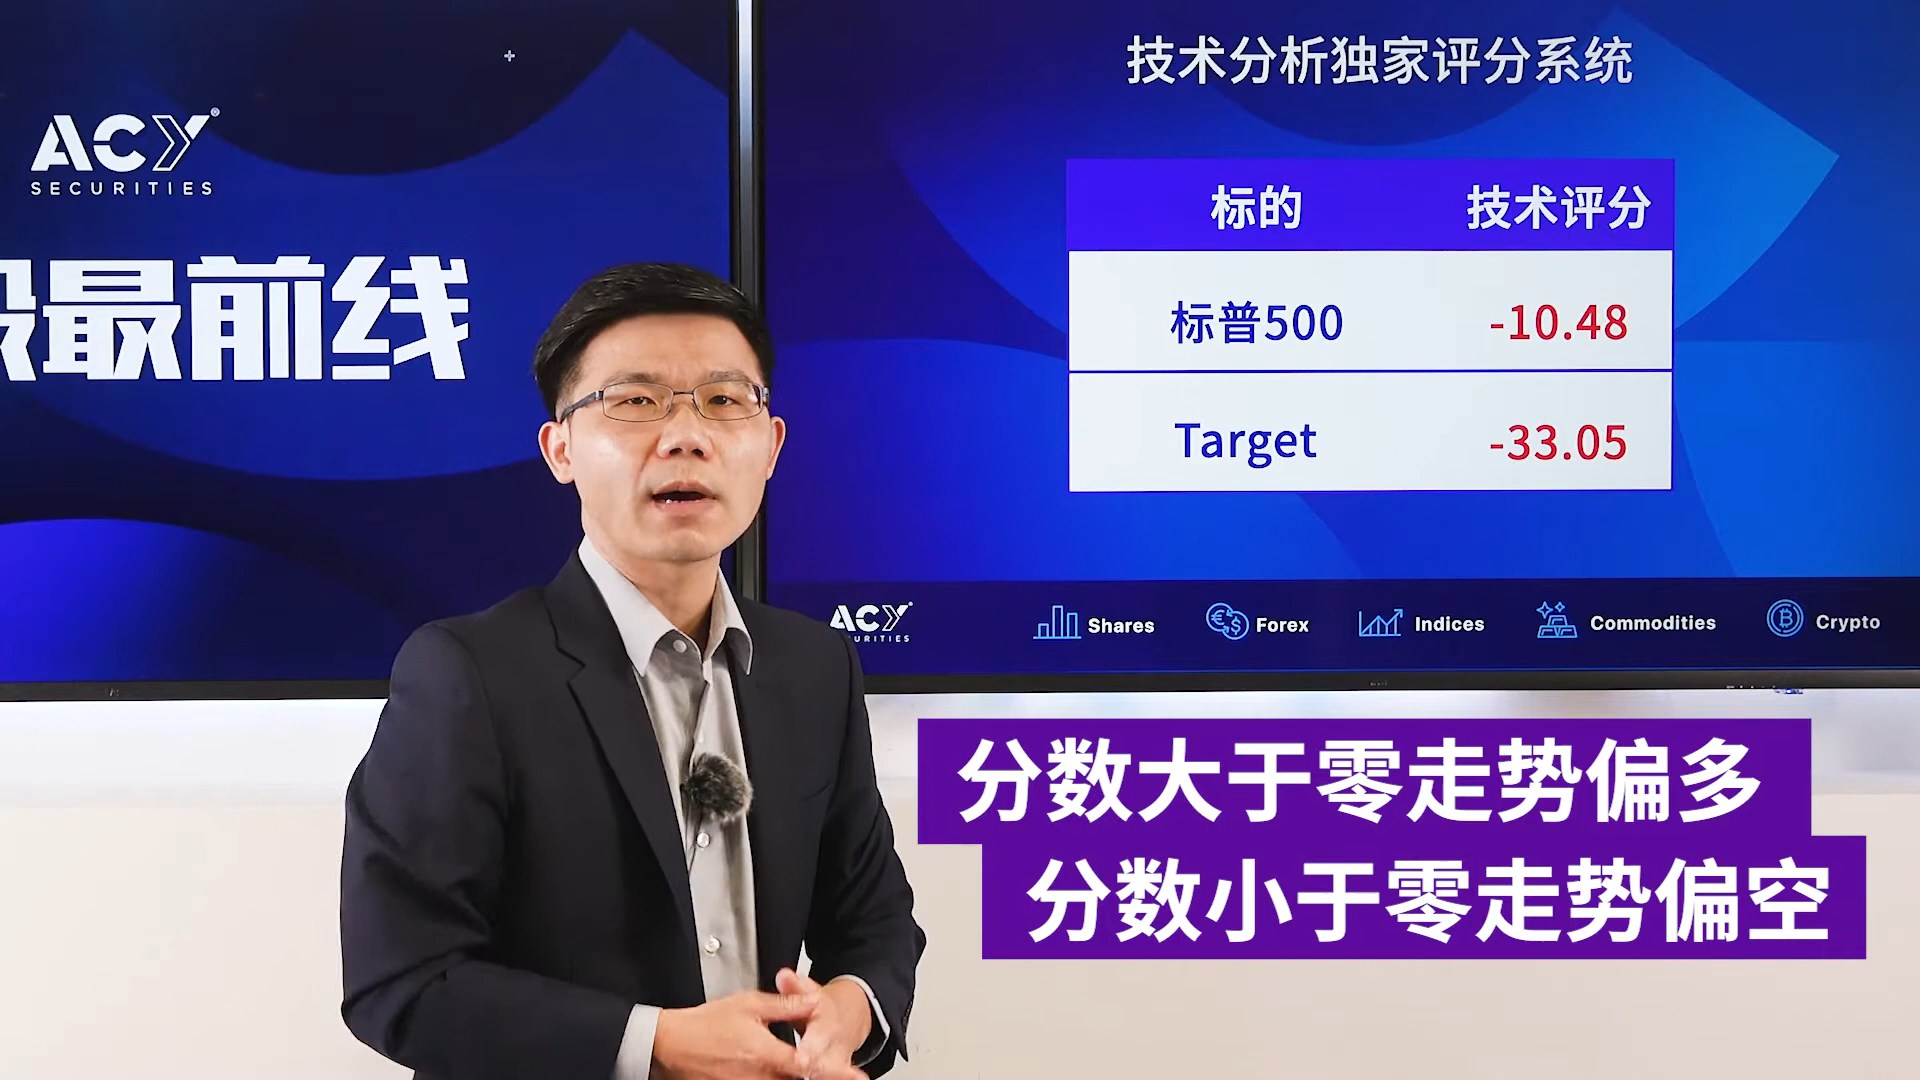 ACY
SECURITIES
最前线
技术分析独家评分系统
标的 技术评分
标普500 -10.48
Target -33.05
ACY
URITIES
Shares Forex Indices Commodities Crypto
分数大于零走势偏多
分数小于零走势偏空